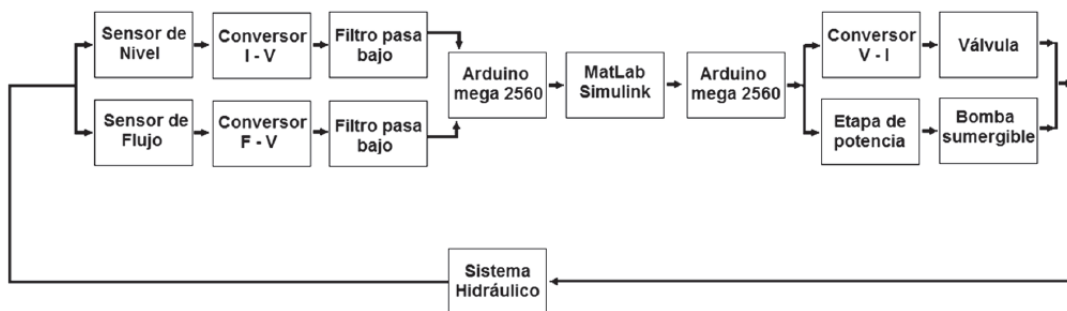 Sensor de
Nivel
Conversor
I - V
Filtro pasa
bajo
Sensor de
Flujo
Conversor
F - V
Filtro pasa
bajo
Arduino
mega 2560
MatLab
Simulink
Arduino
mega 2560
Conversor
V - I
Válvula
Etapa de
potencia
Bomba
sumergible
Sistema
Hidráulico